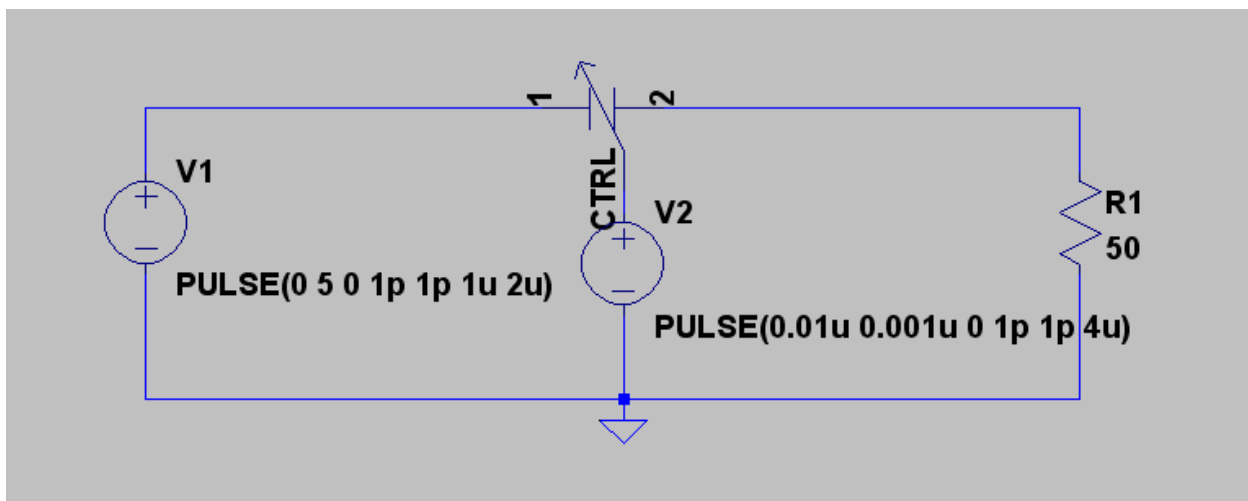 1
2
V1
CTRL
V2
R1
50
PULSE(0 5 0 1p 1p 1u 2u)
PULSE(0.01u 0.001u 0 1p 1p 4u)